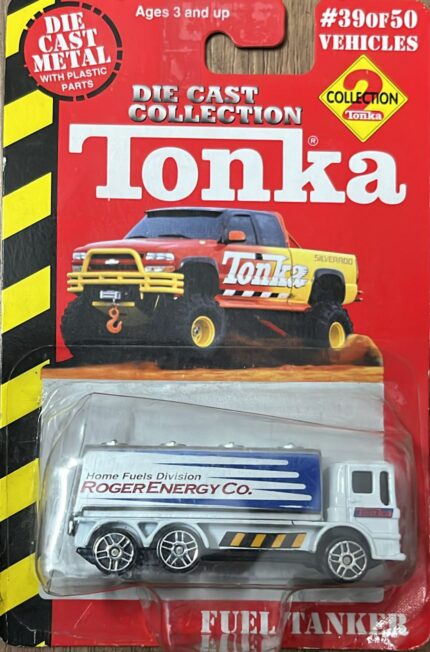 DIE
CAST
METAL
WITH PLASTIC
PARTS
Ages 3 and up
#39OF50
VEHICLES
2
COLLECTION
Tonka
DIE CAST
COLLECTION
Tonka®
SILVERADO
Tonka
Home Fuels Division
ROGER ENERGY CO.
Tonka
FUEL TANKER